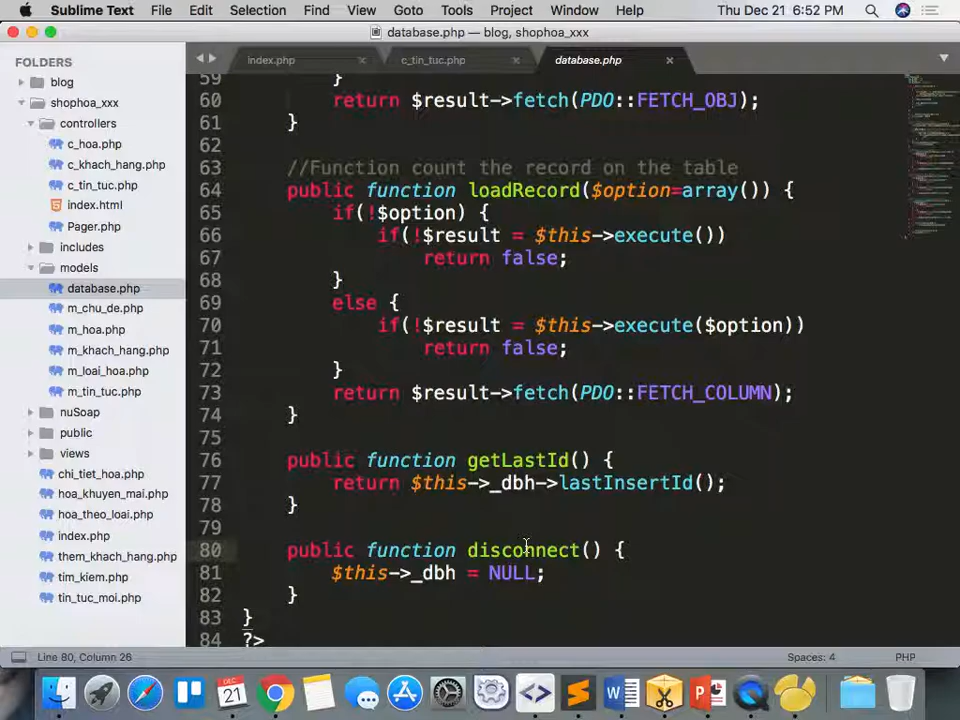 Sublime Text File Edit Selection Find View Goto Tools Project Window Help Thu Dec 21 6:52 PM
database.php — blog, shophoa_xxx
FOLDERS
blog
shophoa_xxx
controllers
c_hoa.php
c_khach_hang.php
c_tin_tuc.php
index.html
Pager.php
includes
models
database.php
m_chu_de.php
m_hoa.php
m_khach_hang.php
m_loai_hoa.php
m_tin_tuc.php
nuSoap
public
views
chi_tiet_hoa.php
hoa_khuyen_mai.php
hoa_theo_loai.php
index.php
them_khach_hang.php
tim_kiem.php
tin_tuc_moi.php
index.php c_tin_tuc.php database.php
59 }
60 return $result->fetch(PDO::FETCH_OBJ);
61 }
62
63 //Function count the record on the table
64 public function loadRecord($option=array()) {
65 if(!$option) {
66 if(!$result = $this->execute())
67 return false;
68 }
69 else {
70 if(!$result = $this->execute($option))
71 return false;
72 }
73 return $result->fetch(PDO::FETCH_COLUMN);
74 }
75
76 public function getLastId() {
77 return $this->_dbh->lastInsertId();
78 }
79
80 public function disconnect() {
81 $this->_dbh = NULL;
82 }
83 }
84 ?>
Line 80, Column 26 Spaces: 4 PHP
DEC
21